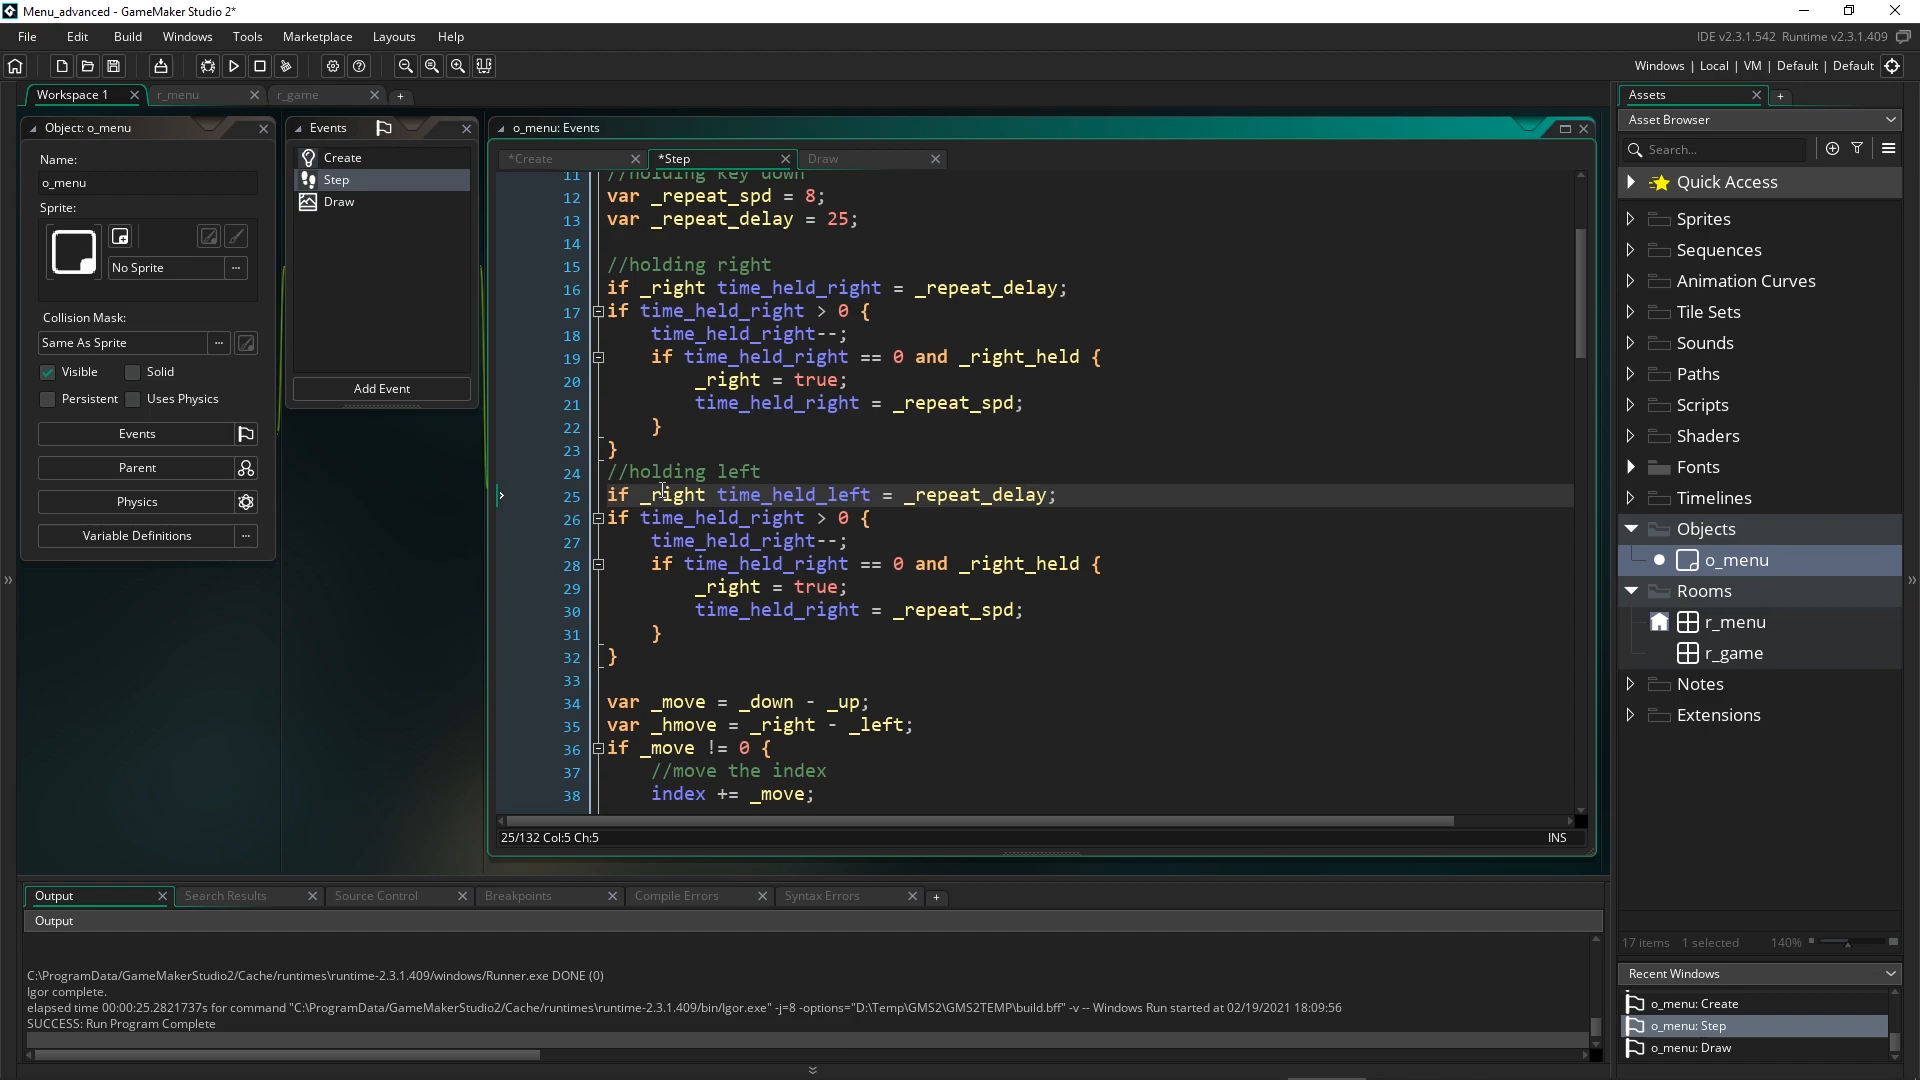 Menu_advanced - GameMaker Studio 2*
File Edit Build Windows Tools Marketplace Layouts Help
IDE v2.3.1.542 Runtime v2.3.1.409
Windows | Local | VM | Default | Default
Workspace 1
r_menu
r_game
Object: o_menu
Name:
o_menu
Sprite:
No Sprite
Collision Mask:
Same As Sprite
Visible
Solid
Persistent
Uses Physics
Events
Parent
Physics
Variable Definitions
Events
Create
Step
Draw
Add Event
o_menu: Events
*Create
*Step
Draw
11 //holding key down
12 var _repeat_spd = 8;
13 var _repeat_delay = 25;
14
15 //holding right
16 if _right time_held_right = _repeat_delay;
17 if time_held_right > 0 {
18 time_held_right--;
19 if time_held_right == 0 and _right_held {
20 _right = true;
21 time_held_right = _repeat_spd;
22 }
23 }
24 //holding left
25 if _right time_held_left = _repeat_delay;
26 if time_held_right > 0 {
27 time_held_right--;
28 if time_held_right == 0 and _right_held {
29 _right = true;
30 time_held_right = _repeat_spd;
31 }
32 }
33
34 var _move = _down - _up;
35 var _hmove = _right - _left;
36 if _move != 0 {
37 //move the index
38 index += _move;
25/132 Col:5 Ch:5
INS
Assets
Asset Browser
Search...
Quick Access
Sprites
Sequences
Animation Curves
Tile Sets
Sounds
Paths
Scripts
Shaders
Fonts
Timelines
Objects
o_menu
Rooms
r_menu
r_game
Notes
Extensions
17 items 1 selected 140%
Recent Windows
o_menu: Create
o_menu: Step
o_menu: Draw
Output
Search Results
Source Control
Breakpoints
Compile Errors
Syntax Errors
Output
C:\ProgramData/GameMakerStudio2/Cache/runtimes\runtime-2.3.1.409/windows/Runner.exe DONE (0)
Igor complete.
elapsed time 00:00:25.2821737s for command "C:\ProgramData/GameMakerStudio2/Cache/runtimes\runtime-2.3.1.409/bin/Igor.exe" -j=8 -options="D:\Temp\GMS2\GMS2TEMP\build.bff" -v -- Windows Run started at 02/19/2021 18:09:56
SUCCESS: Run Program Complete